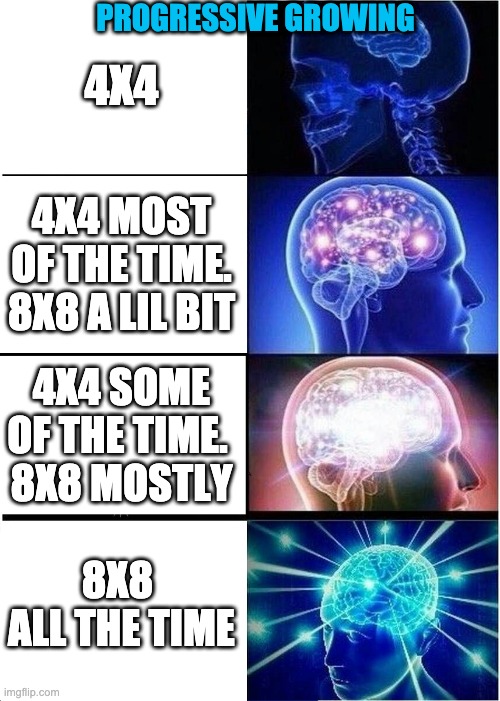 PROGRESSIVE GROWING
4X4
4X4 MOST
OF THE TIME.
8X8 A LIL BIT
4X4 SOME
OF THE TIME.
8X8 MOSTLY
8X8
ALL THE TIME
imgflip.com